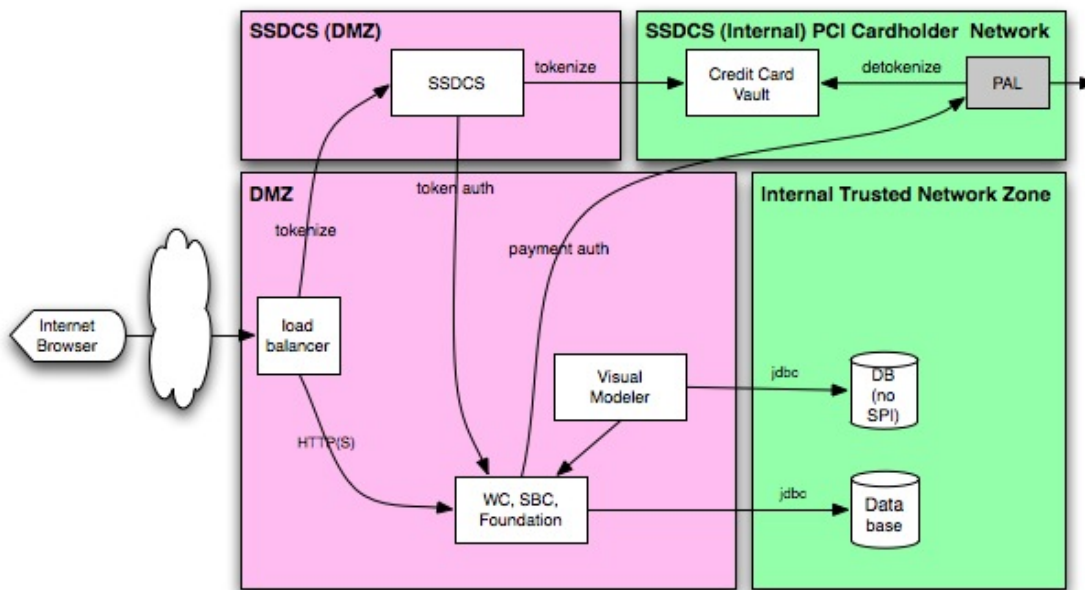 SSDCS (DMZ)
SSDCS
tokenize
SSDCS (Internal) PCI Cardholder Network
Credit Card
Vault
detokenize
PAL
DMZ
token auth
tokenize
payment auth
Internal Trusted Network Zone
Internet
Browser
load
balancer
Visual
Modeler
jdbc
DB
(no
SPI)
HTTP(S)
WC, SBC,
Foundation
jdbc
Data
base